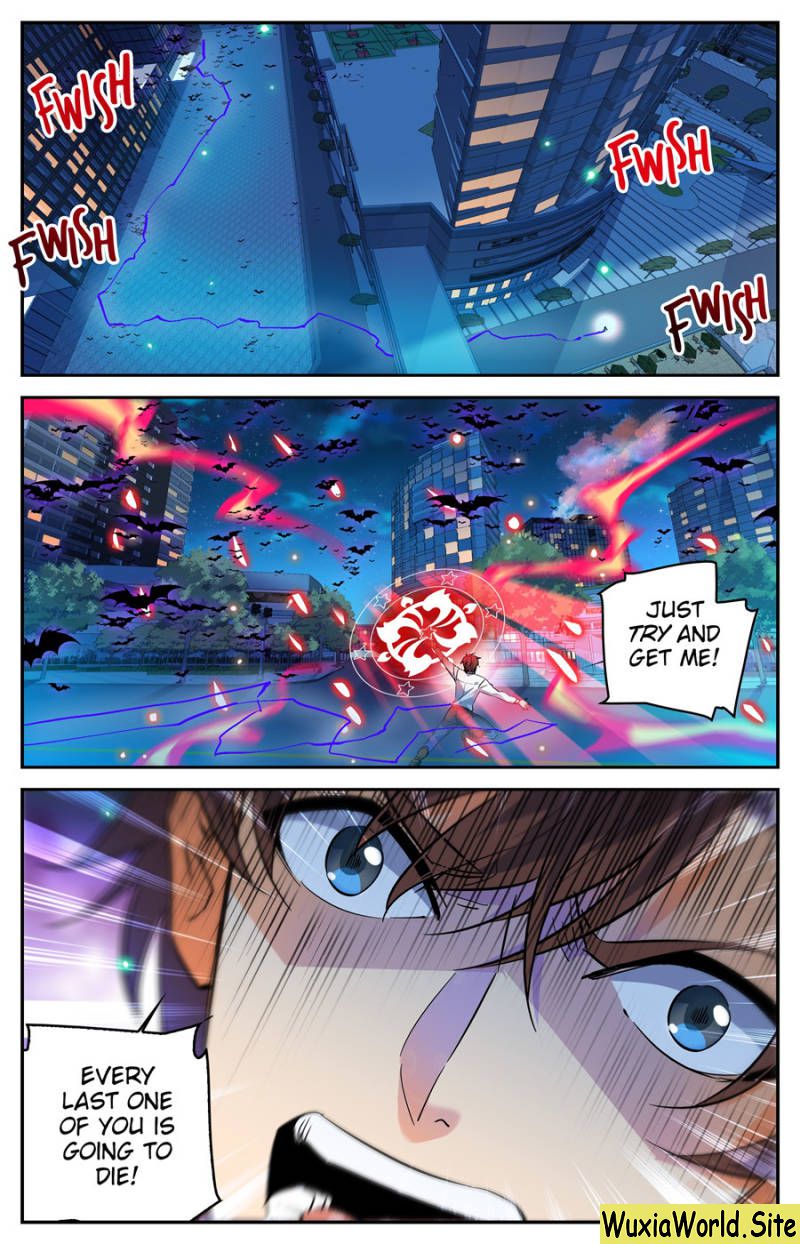 FWISH
FWISH
FWISH
FWISH
JUST
TRY AND
GET ME!
EVERY
LAST ONE
OF YOU IS
GOING TO
DIE!
WuxiaWorld.Site